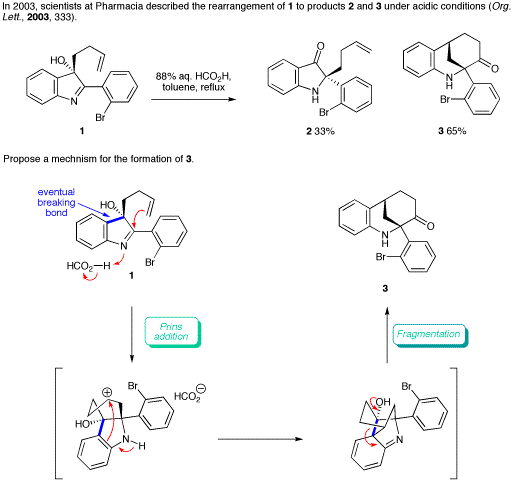 In 2003, scientists at Pharmacia described the rearrangement of 1 to products 2 and 3 under acidic conditions (Org.
Lett., 2003, 333).
HO
N
Br
1
88% aq. HCO2H,
toluene, reflux
O
N
H
Br
2 33%
O
NH
Br
3 65%
Propose a mechnism for the formation of 3.
eventual
breaking
bond
HO
N
Br
HCO2−H
1
O
NH
Br
3
Prins
addition
Fragmentation
+
Br
HCO2−
HO
N
H
Br
OH
N